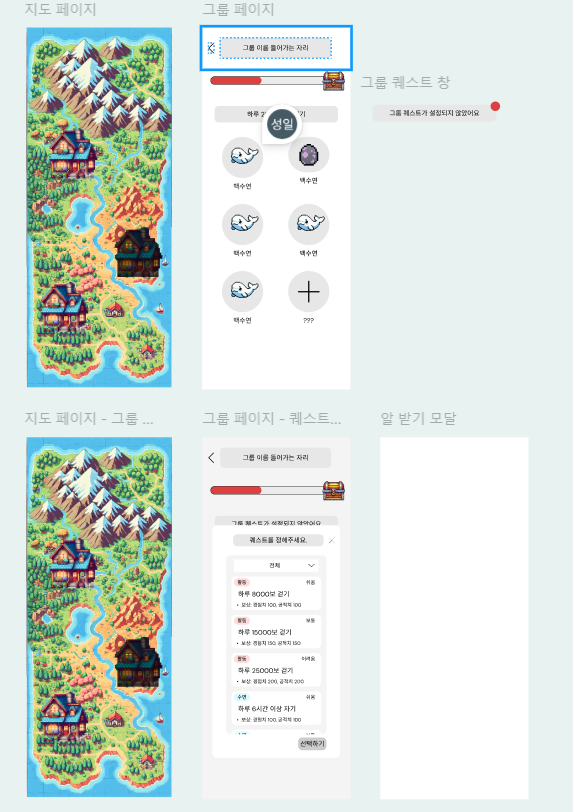 지도 페이지
그룹 페이지
그룹 이름 들어가는 자리
하루 2
기
성일
백수연
백수연
백수연
백수연
백수연
???
그룹 퀘스트 창
그룹 퀘스트가 설정되지 않았어요
지도 페이지 - 그룹 ...
그룹 페이지 - 퀘스트...
그룹 이름 들어가는 자리
그룹 퀘스트가 설정되지 않았어요
퀘스트를 정해주세요.
전체
활동 쉬움
하루 8000보 걷기
• 보상: 경험치 100, 공적치 100
활동 보통
하루 15000보 걷기
• 보상: 경험치 150, 공적치 150
활동 어려움
하루 25000보 걷기
• 보상: 경험치 200, 공적치 200
수면 쉬움
하루 6시간 이상 자기
• 보상: 경험치 100, 공적치 100
선택하기
알 받기 모달